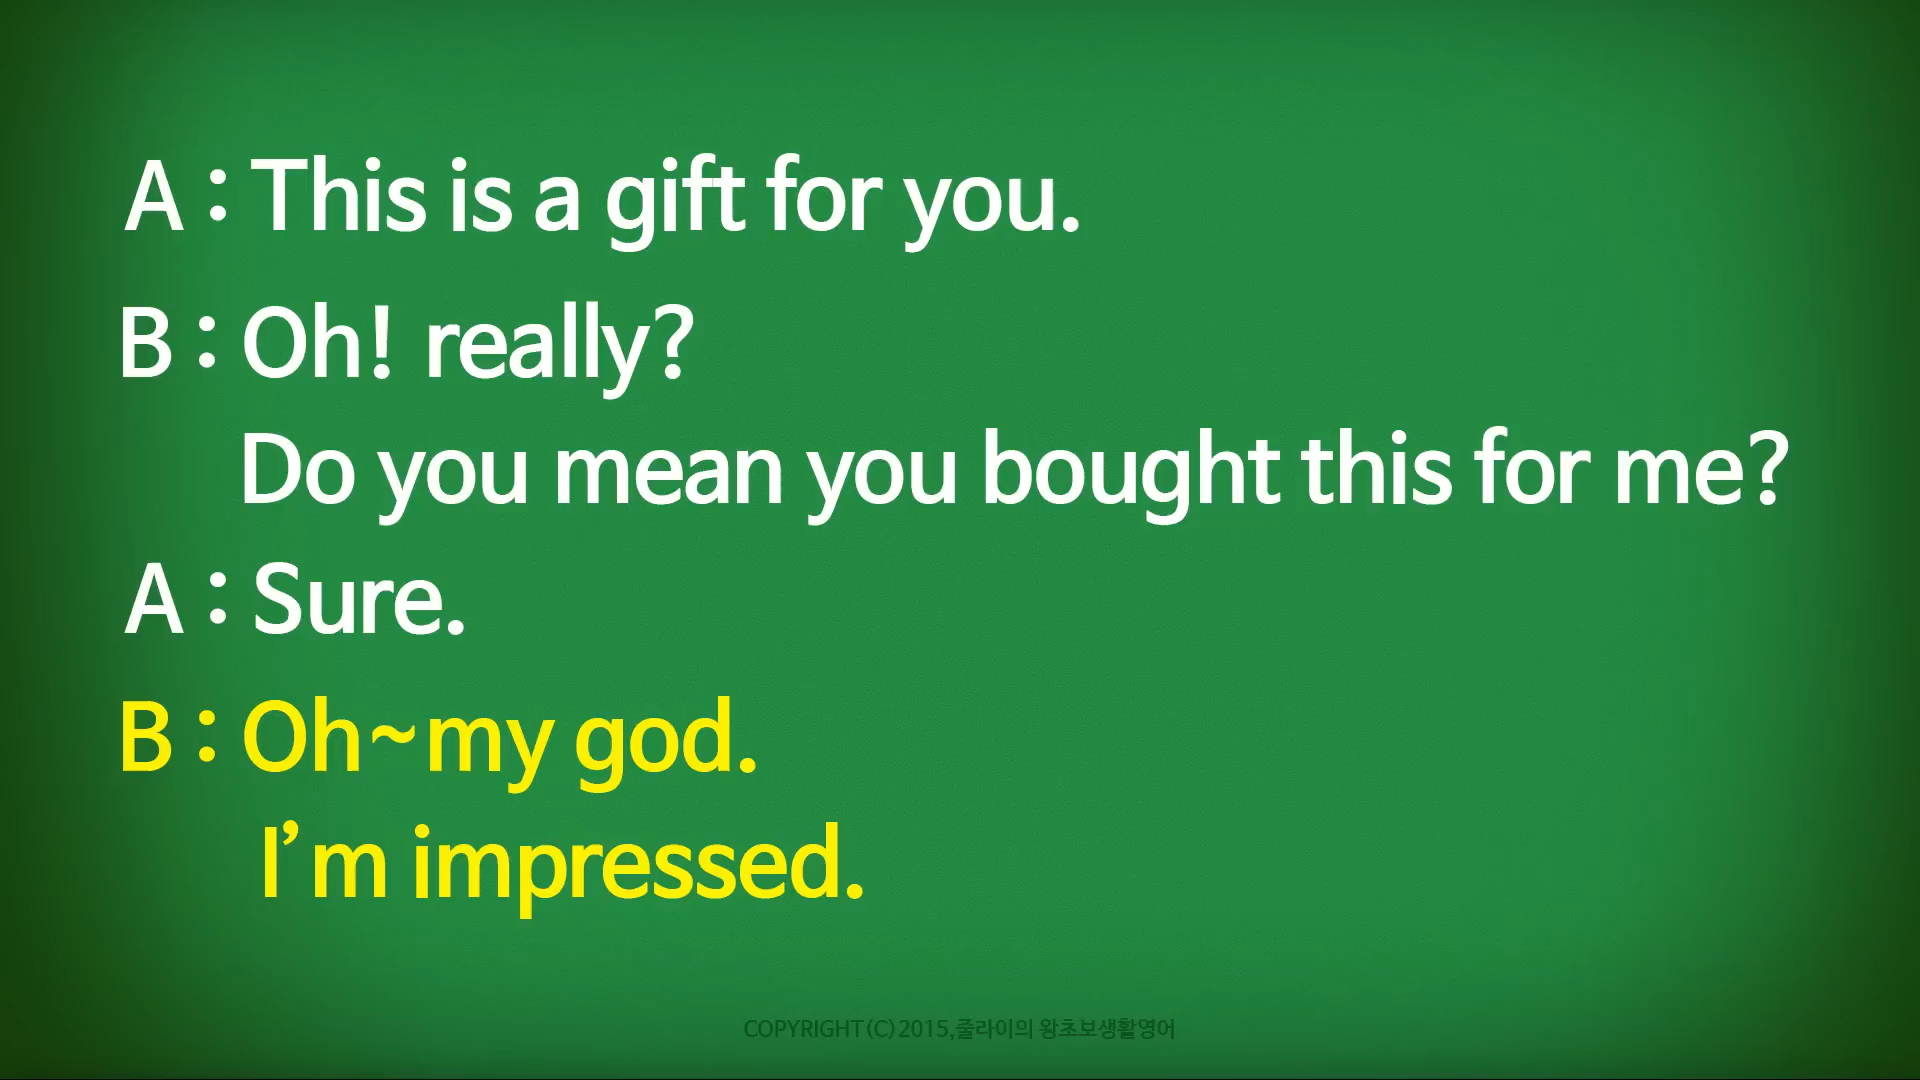 A : This is a gift for you.
B : Oh! really?
Do you mean you bought this for me?
A : Sure.
B : Oh~my god.
I’m impressed.
COPYRIGHT (C) 2015,줄라이의 왕초보생활영어